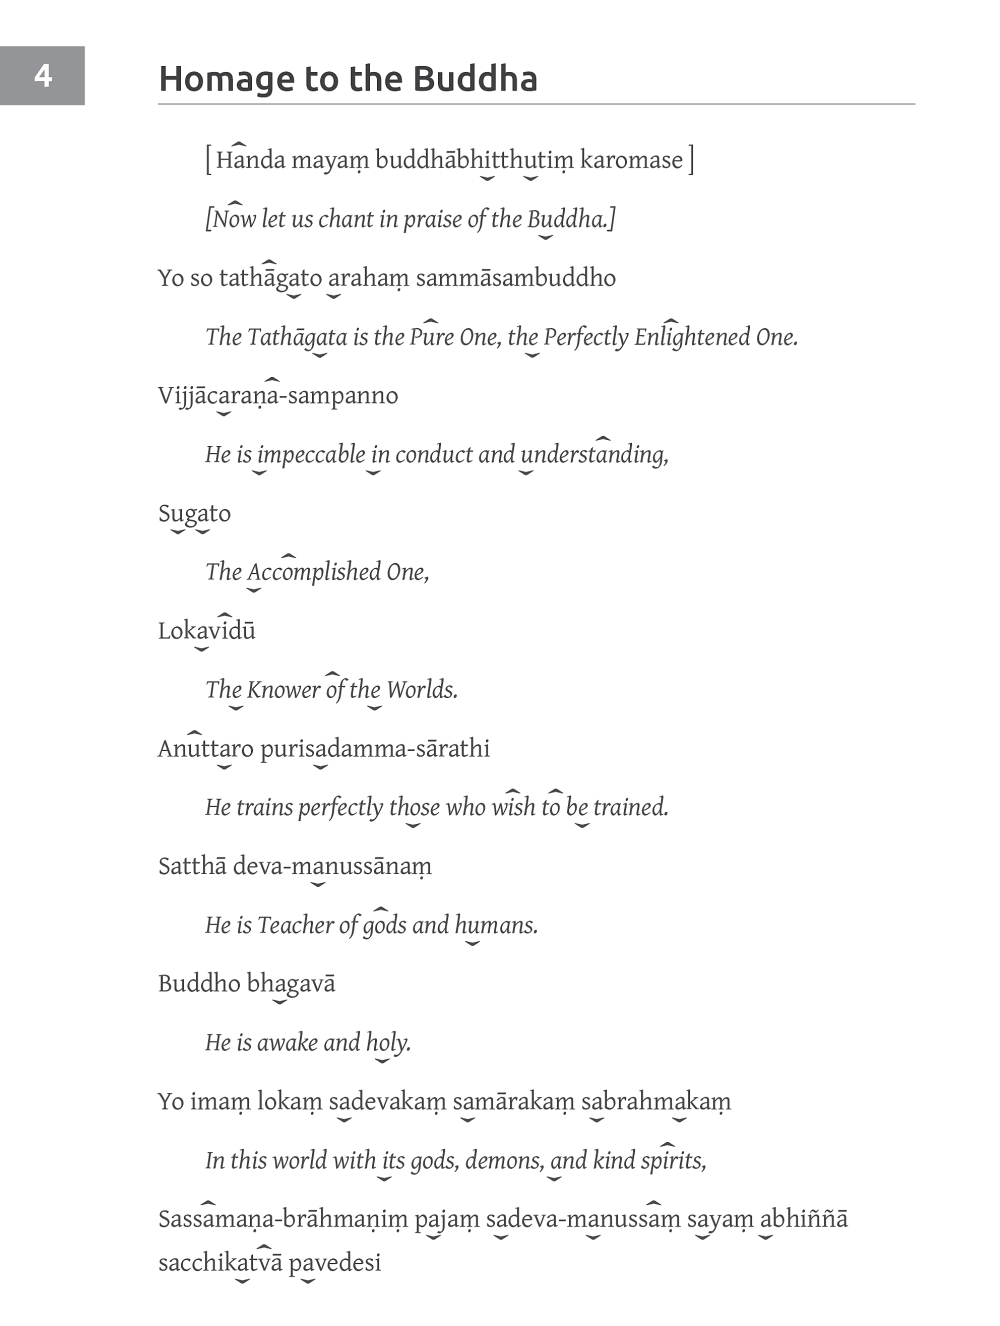 4
Homage to the Buddha
[ Handa mayaṃ buddhābhitthutiṃ karomase ]
[Now let us chant in praise of the Buddha.]
Yo so tathāgato arahaṃ sammāsambuddho
The Tathāgata is the Pure One, the Perfectly Enlightened One.
Vijjācaraṇa-sampanno
He is impeccable in conduct and understanding,
Sugato
The Accomplished One,
Lokavidū
The Knower of the Worlds.
Anuttaro purisadamma-sārathi
He trains perfectly those who wish to be trained.
Satthā deva-manussānaṃ
He is Teacher of gods and humans.
Buddho bhagavā
He is awake and holy.
Yo imaṃ lokaṃ sadevakaṃ samārakaṃ sabrahmakaṃ
In this world with its gods, demons, and kind spirits,
Sassamaṇa-brāhmaṇiṃ pajaṃ sadeva-manussaṃ sayaṃ abhiññā
sacchikatvā pavedesi